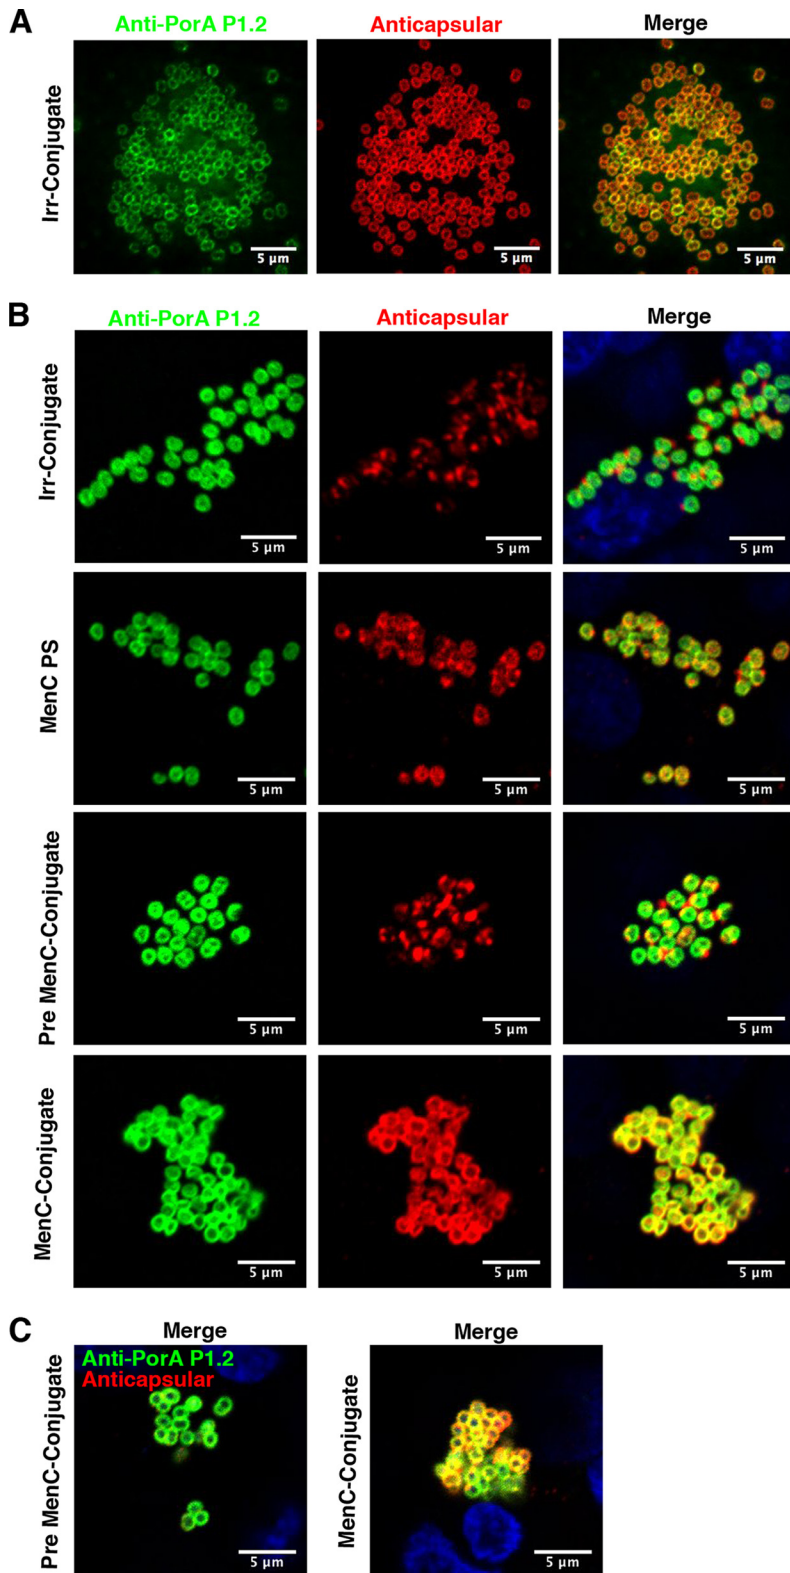 A
Anti-PorA P1.2 Anticapsular Merge
Irr-Conjugate
5 µm 5 µm 5 µm
B
Anti-PorA P1.2 Anticapsular Merge
Irr-Conjugate
5 µm 5 µm 5 µm
MenC PS
5 µm 5 µm 5 µm
Pre MenC-Conjugate
5 µm 5 µm 5 µm
MenC-Conjugate
5 µm 5 µm 5 µm
C
Merge Merge
Anti-PorA P1.2
Anticapsular
Pre MenC-Conjugate
MenC-Conjugate
5 µm 5 µm